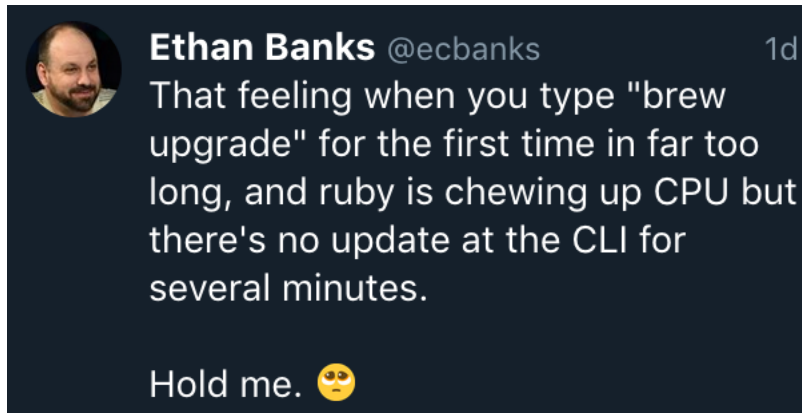 Ethan Banks @ecbanks 1d
That feeling when you type "brew
upgrade" for the first time in far too
long, and ruby is chewing up CPU but
there's no update at the CLI for
several minutes.
Hold me. 🥺